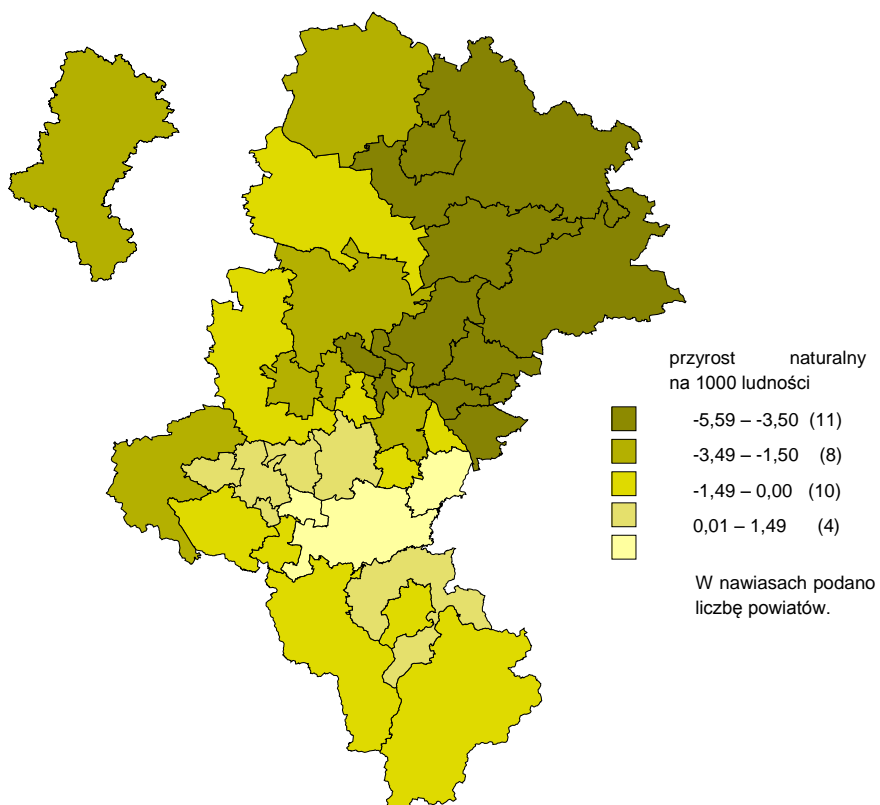 przyrost naturalny
na 1000 ludności
-5,59 – -3,50 (11)
-3,49 – -1,50 (8)
-1,49 – 0,00 (10)
0,01 – 1,49 (4)
W nawiasach podano
liczbę powiatów.